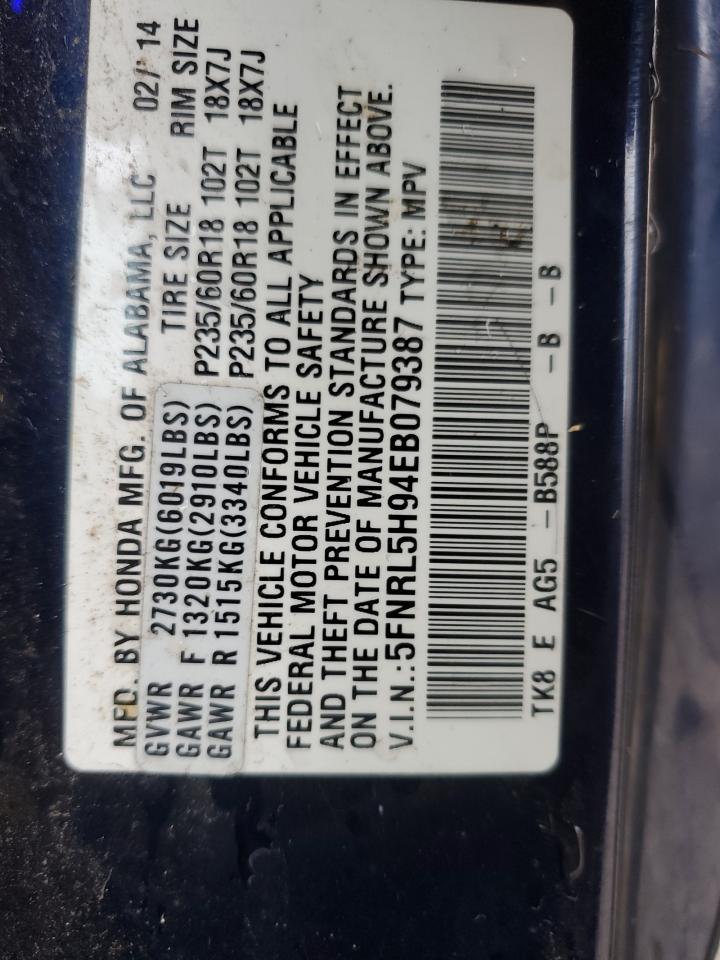 MFD. BY HONDA MFG. OF ALABAMA, LLC 02/'14
GVWR 2730KG(6019LBS) TIRE SIZE RIM SIZE
GAWR F 1320KG(2910LBS) P235/60R18 102T 18X7J
GAWR R 1515KG(3340LBS) P235/60R18 102T 18X7J
THIS VEHICLE CONFORMS TO ALL APPLICABLE
FEDERAL MOTOR VEHICLE SAFETY
AND THEFT PREVENTION STANDARDS IN EFFECT
ON THE DATE OF MANUFACTURE SHOWN ABOVE.
V.I.N.:5FNRL5H94EB079387 TYPE: MPV
TK8 E AG5 -B588P -B -B